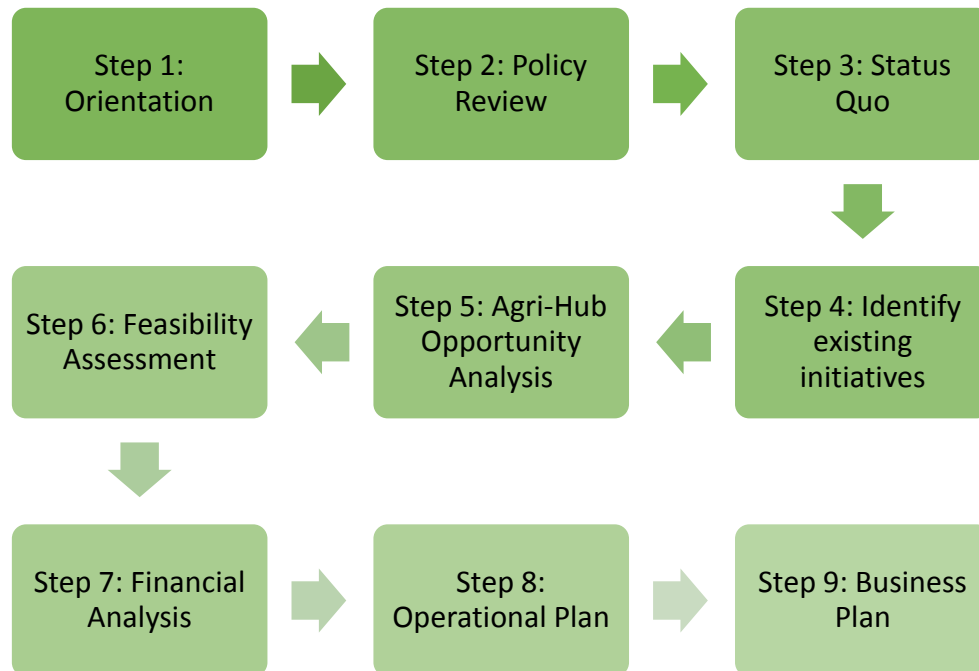 Step 1:
Orientation
Step 2: Policy
Review
Step 3: Status
Quo
Step 4: Identify
existing
initiatives
Step 5: Agri-Hub
Opportunity
Analysis
Step 6: Feasibility
Assessment
Step 7: Financial
Analysis
Step 8:
Operational Plan
Step 9: Business
Plan